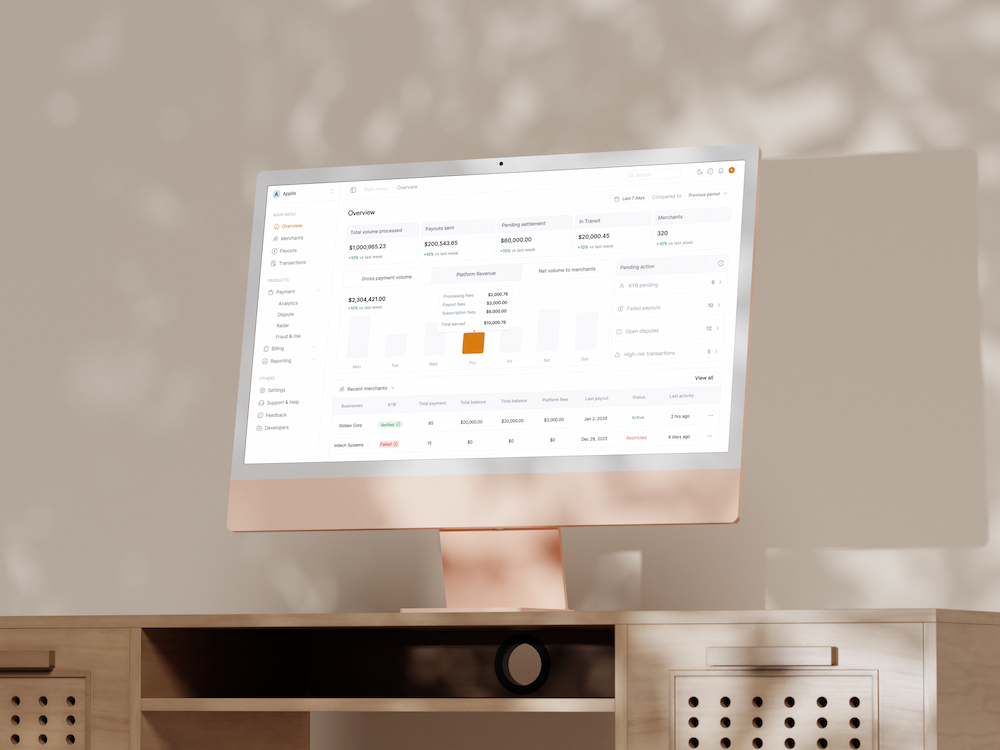 Appliq
Main menu Overview
Search
MAIN MENU
Overview
Merchants
Payouts
Transactions
PRODUCTS
Payment
Analytics
Dispute
Radar
Fraud & risk
Billing
Reporting
OTHERS
Settings
Support & Help
Feedback
Developers
Overview
Last 7 days Compared to Previous period
Total volume processed
$1,000,965.23
+10% vs last week
Payouts sent
$200,543.65
+10% vs last week
Pending settlement
$60,000.00
+10% vs last week
In Transit
$20,000.45
+10% vs last week
Merchants
320
+10% vs last week
Gross payment volume Platform Revenue Net volume to merchants
$2,304,421.00
+10% vs last week
Processing fees $2,000.76
Payout fees $3,000.00
Subscription fees $6,000.00
Total earned $10,000.76
Mon Tue Wed Thu Fri Sat Sun
Pending action
KYB pending 8
Failed payouts 10
Open disputes 12
High-risk transactions 5
Recent merchants
View all
Businesses KYB Total payment Total balance Total balance Platform fees Last payout Status Last activity
Globex Corp Verified 85 $20,000.00 $20,000.00 $3,000.00 Jan 2, 2026 Active 2 hrs ago
Initech Systems Failed 15 $0 $0 $0 Dec 28, 2025 Restricted 4 days ago